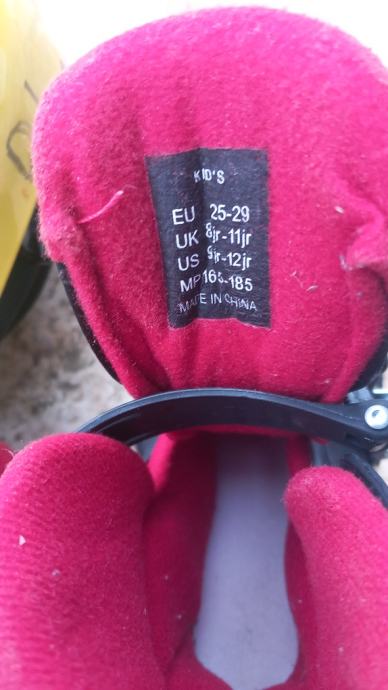 KID'S
EU 25-29
UK 8jr-11jr
US 9jr-12jr
MP 165-185
MADE IN CHINA